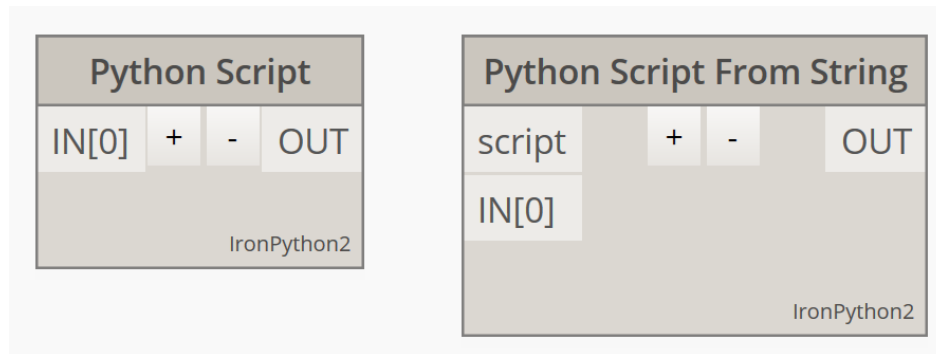 Python Script
IN[0] + - OUT
IronPython2
Python Script From String
script + - OUT
IN[0]
IronPython2